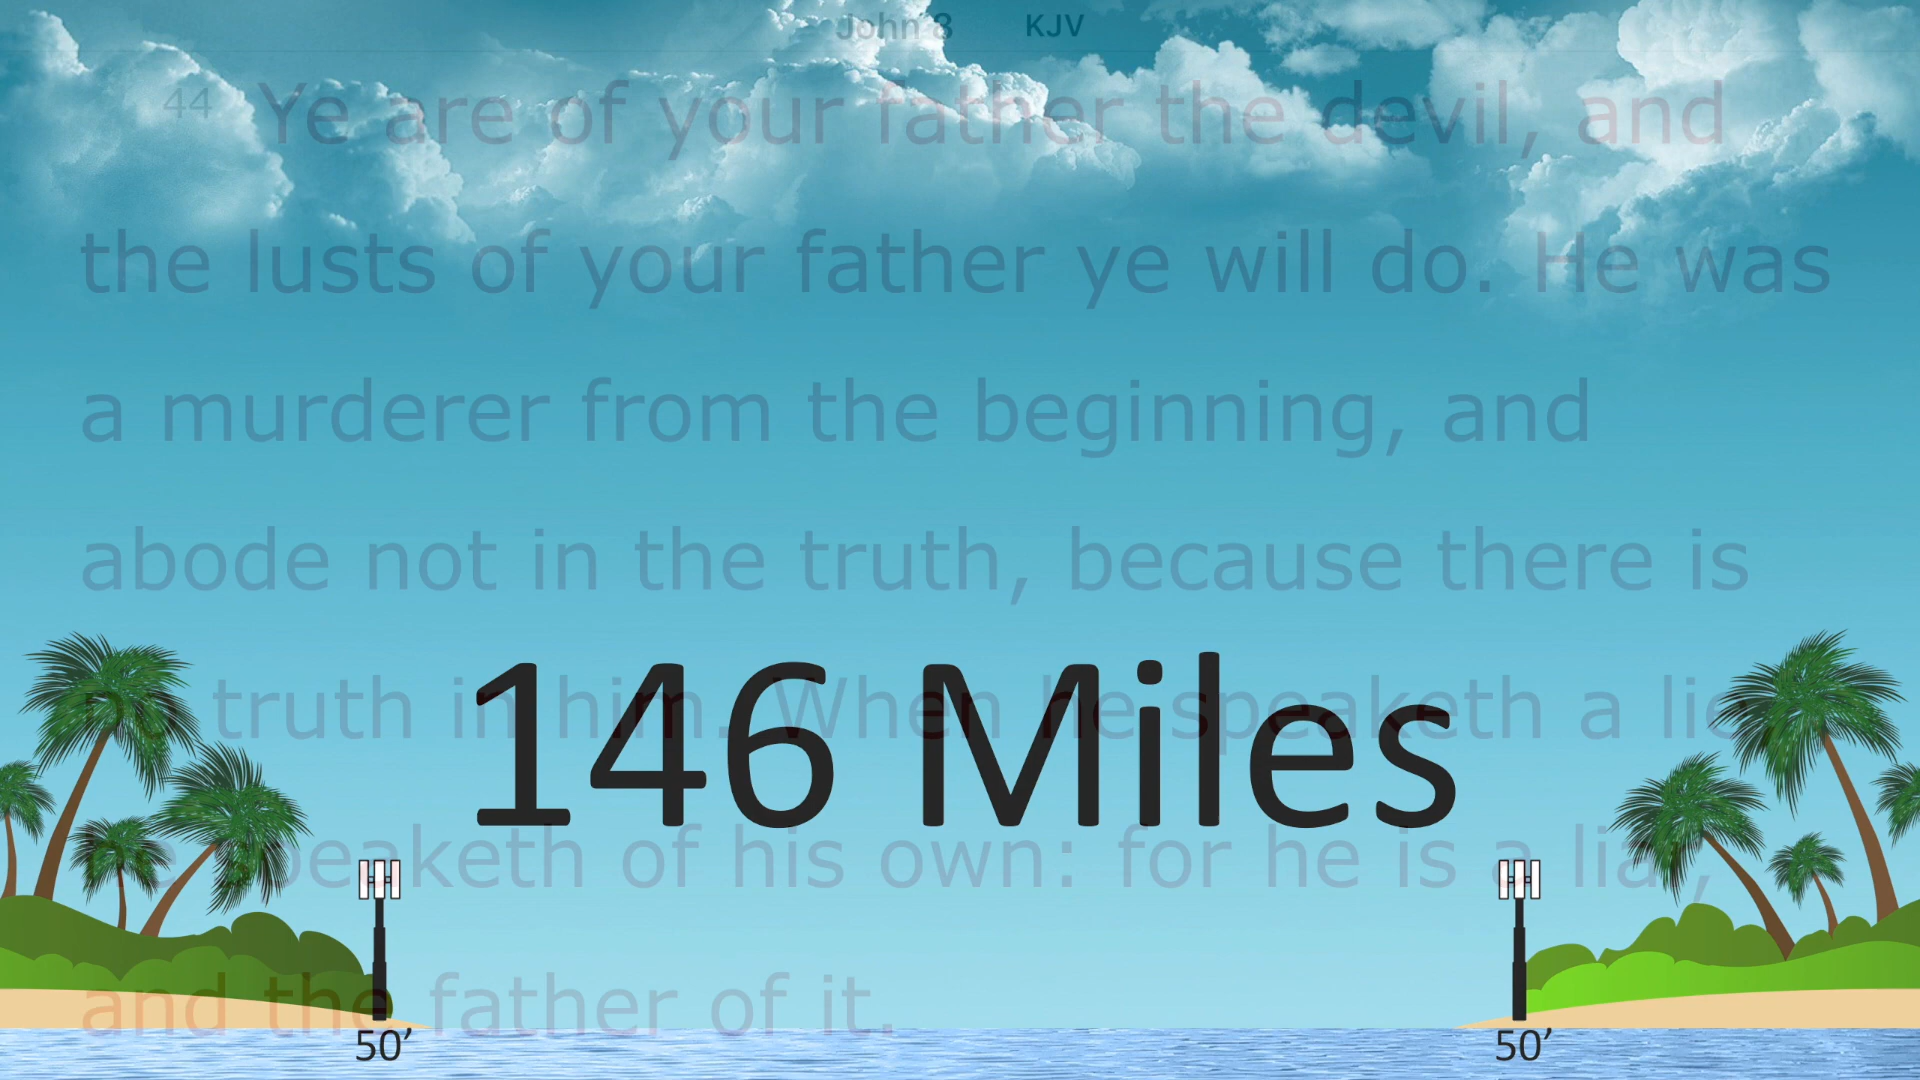 John 8 KJV
44 Ye are of your father the devil, and
the lusts of your father ye will do. He was
a murderer from the beginning, and
abode not in the truth, because there is
truth in him. When he speaketh a lie
146 Miles
speaketh of his own: for he is a liar,
and the father of it.
50’ 50’